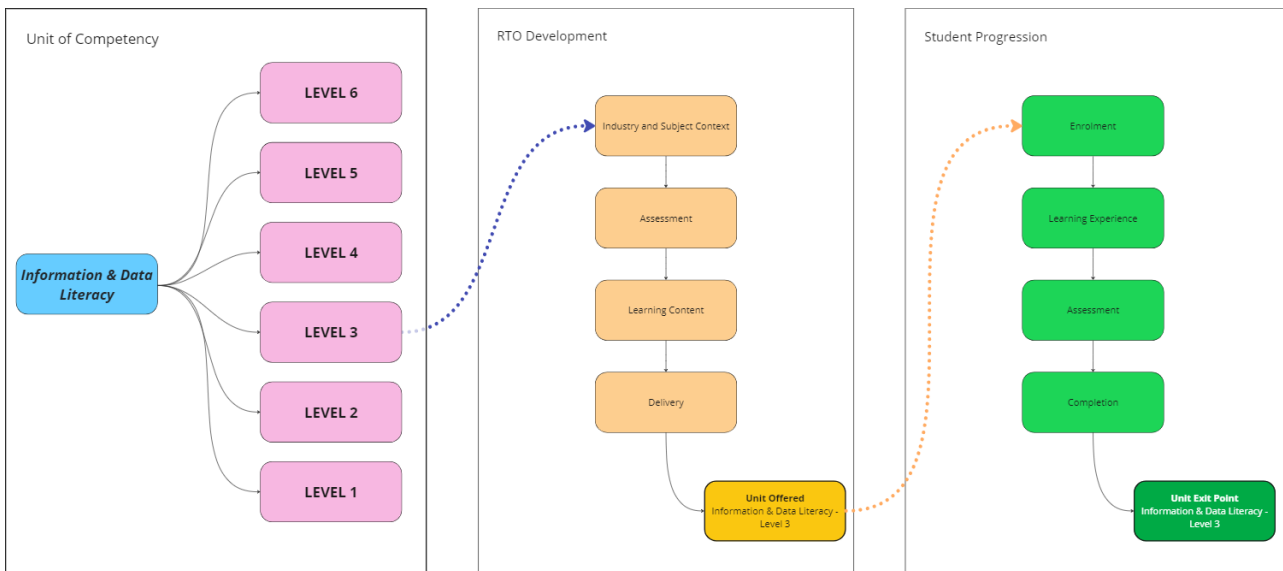 Unit of Competency
LEVEL 6
LEVEL 5
LEVEL 4
Information & Data
Literacy
LEVEL 3
LEVEL 2
LEVEL 1
RTO Development
Industry and Subject Context
Assessment
Learning Content
Delivery
Unit Offered
Information & Data Literacy -
Level 3
Student Progression
Enrolment
Learning Experience
Assessment
Completion
Unit Exit Point
Information & Data Literacy -
Level 3